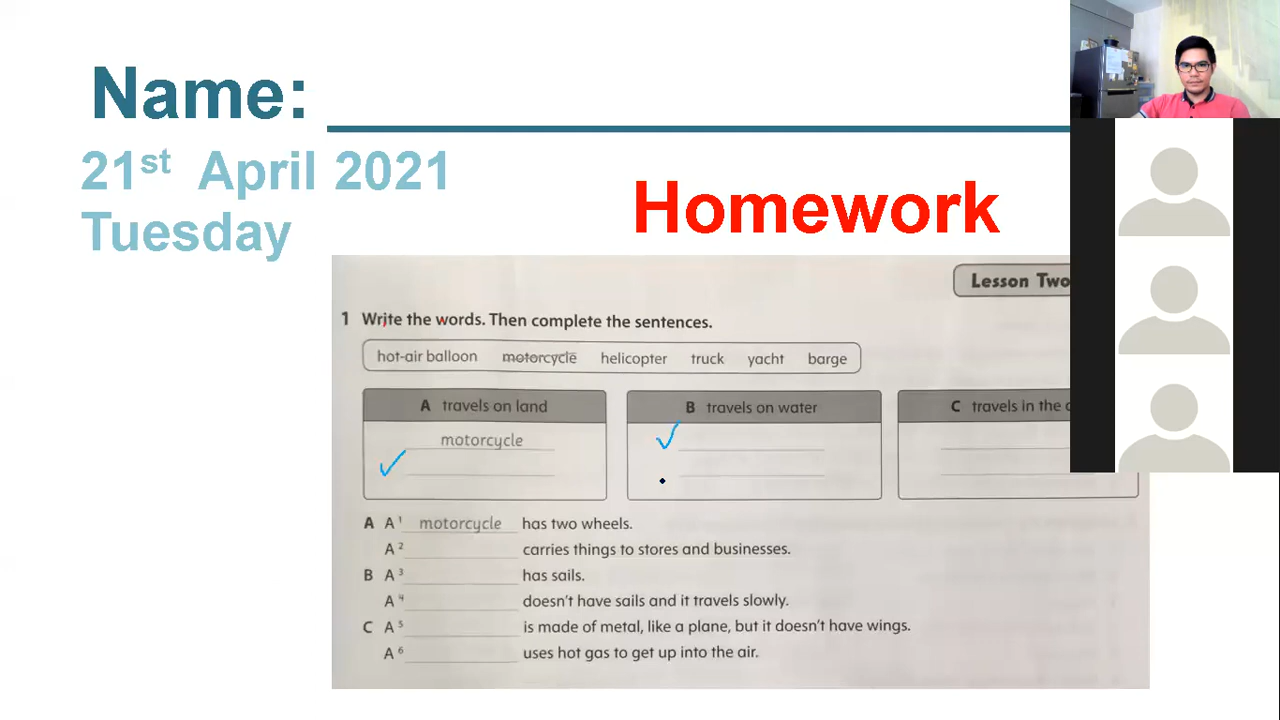 Name:
21st April 2021
Tuesday
Homework
Lesson Two
1 Write the words. Then complete the sentences.
hot-air balloon motorcycle helicopter truck yacht barge
A travels on land
motorcycle
B travels on water
C travels in the
A A 1 motorcycle has two wheels.
A 2 carries things to stores and businesses.
B A 3 has sails.
A 4 doesn't have sails and it travels slowly.
C A 5 is made of metal, like a plane, but it doesn't have wings.
A 6 uses hot gas to get up into the air.